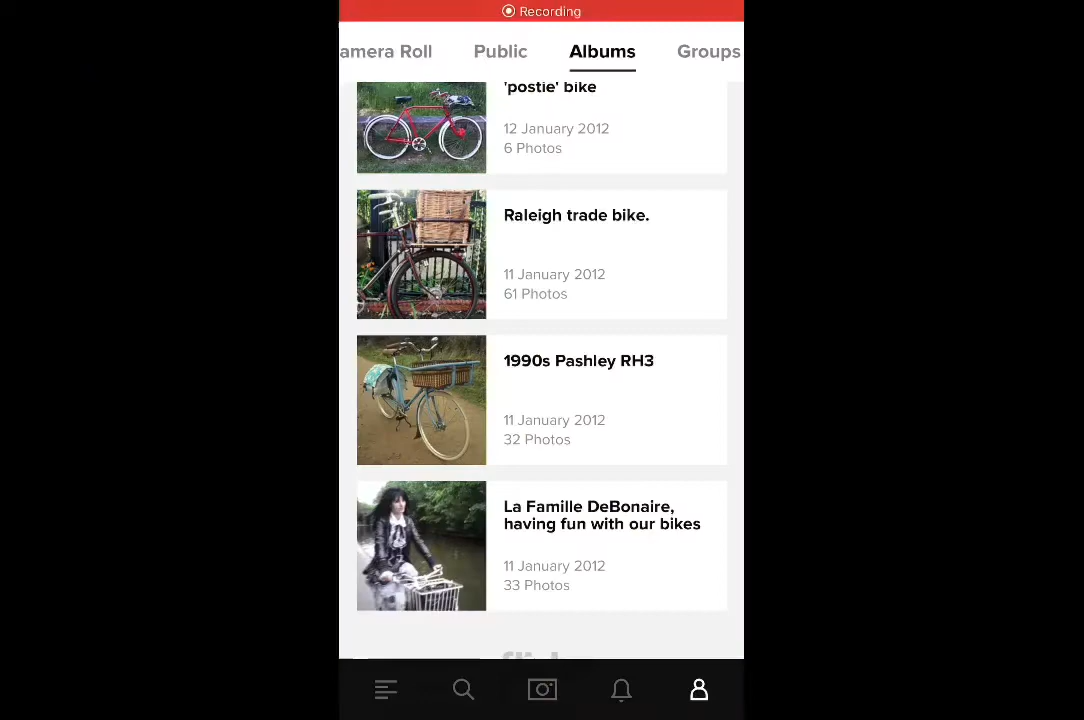 Recording
amera Roll Public Albums Groups
'postie' bike
12 January 2012
6 Photos
Raleigh trade bike.
11 January 2012
61 Photos
1990s Pashley RH3
11 January 2012
32 Photos
La Famille DeBonaire,
having fun with our bikes
11 January 2012
33 Photos